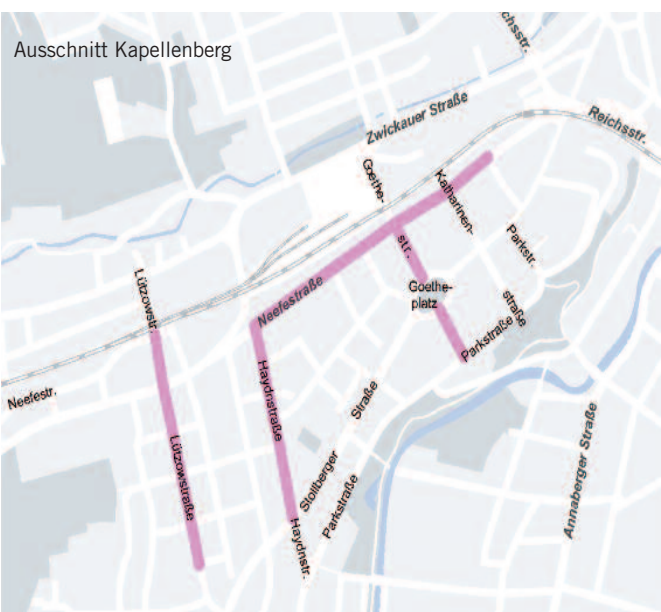 Ausschnitt Kapellenberg
chsstr.
Zwickauer Straße
Reichsstr.
Goethe-
Katharinen-
Parkstr.
str.
Lützowstr.
Goethe-
platz
Neefestraße
straße
Parkstraße
Neefestr.
Haydnstraße
Straße
Lützowstraße
Stollberger
Parkstraße
Annaberger Straße
Haydnstr.